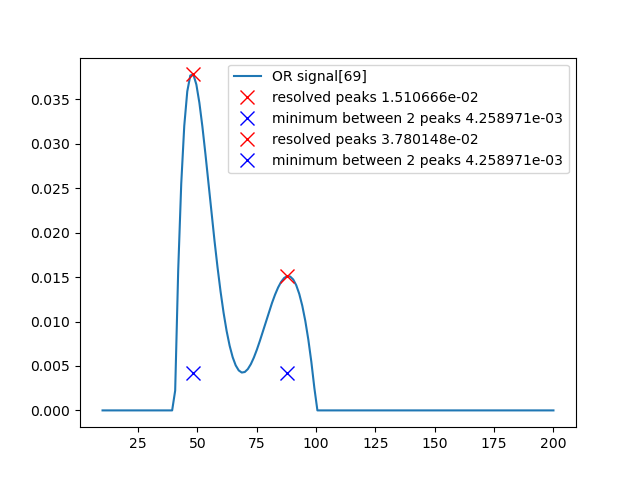 OR signal[69]
resolved peaks 1.510666e-02
minimum between 2 peaks 4.258971e-03
resolved peaks 3.780148e-02
minimum between 2 peaks 4.258971e-03
0.035
0.030
0.025
0.020
0.015
0.010
0.005
0.000
25 50 75 100 125 150 175 200